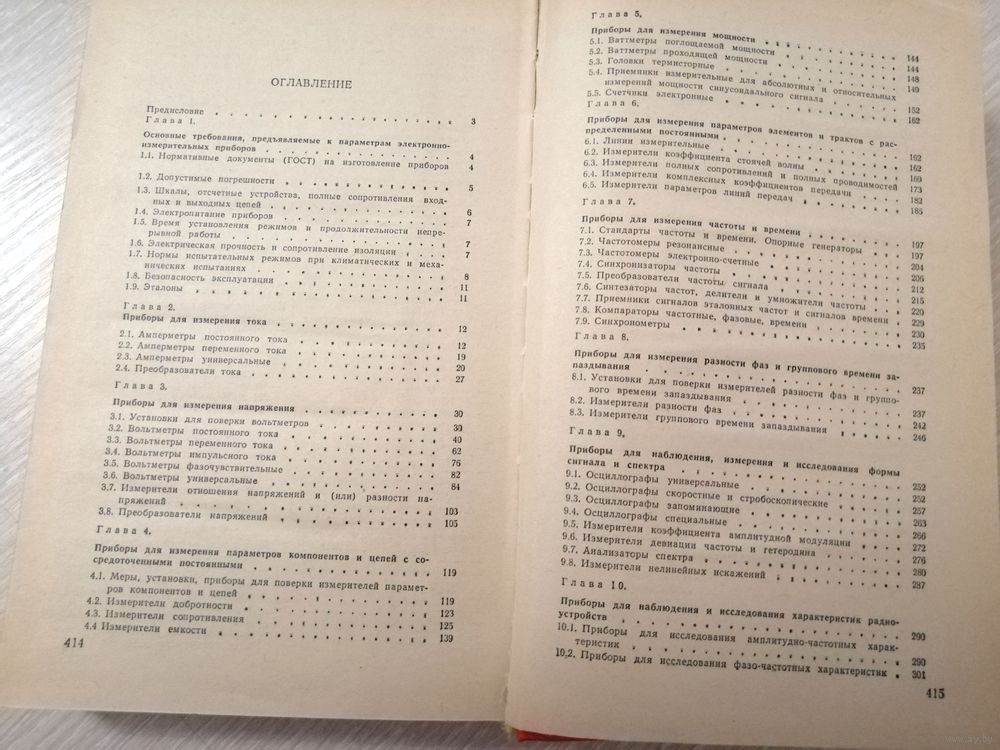 ОГЛАВЛЕНИЕ
Предисловие 3
Глава 1.
Основные требования, предъявляемые к параметрам электронно-
измерительных приборов 4
1.1. Нормативные документы (ГОСТ) на изготовление приборов 4
1.2. Допустимые погрешности 5
1.3. Шкалы, отсчетные устройства, полные сопротивления вход-
ных и выходных цепей 6
1.4. Электропитание приборов 7
1.5. Время установления режимов и продолжительности непре-
рывной работы 7
1.6. Электрическая прочность и сопротивление изоляции 7
1.7. Нормы испытательных режимов при климатических и меха-
нических испытаниях 8
1.8. Безопасность эксплуатации 11
1.9. Эталоны 11
Глава 2.
Приборы для измерения тока 12
2.1. Амперметры постоянного тока 12
2.2. Амперметры переменного тока 19
2.3. Амперметры универсальные 20
2.4. Преобразователи тока 27
Глава 3.
Приборы для измерения напряжения 30
3.1. Установки для поверки вольтметров 30
3.2. Вольтметры постоянного тока 40
3.3. Вольтметры переменного тока 62
3.4. Вольтметры импульсного тока 76
3.5. Вольтметры фазочувствительные 82
3.6. Вольтметры универсальные 84
3.7. Измерители отношения напряжений и (или) разности на-
пряжений 103
3.8. Преобразователи напряжений 105
Глава 4.
Приборы для измерения параметров компонентов и цепей с со-
средоточенными постоянными 119
4.1. Меры, установки, приборы для поверки измерителей парамет-
ров компонентов и цепей 119
4.2. Измерители добротности 123
4.3. Измерители сопротивления 125
4.4 Измерители емкости 139
414
Глава 5.
Приборы для измерения мощности 144
5.1. Ваттметры поглощаемой мощности 144
5.2. Ваттметры проходящей мощности 148
5.3. Головки термисторные 149
5.4. Приемники измерительные для абсолютных и относительных
измерений мощности синусоидального сигнала 152
5.5. Счетчики электронные 162
Глава 6.
Приборы для измерения параметров элементов и трактов с рас-
пределенными постоянными 162
6.1. Линии измерительные 162
6.2. Измерители коэффициента стоячей волны 169
6.3. Измерители полных сопротивлений и полных проводимостей 173
6.4. Измерители комплексных коэффициентов передачи 182
6.5. Измерители параметров линий передач 185
Глава 7.
Приборы для измерения частоты и времени 197
7.1. Стандарты частоты и времени. Опорные генераторы 197
7.2. Частотомеры резонансные 204
7.3. Частотомеры электронно-счетные 206
7.4. Синхронизаторы частоты 212
7.5. Преобразователи частоты сигнала 215
7.6. Синтезаторы частот, делители и умножители частоты 220
7.7. Приемники сигналов эталонных частот и сигналов времени 229
7.8. Компараторы частотные, фазовые, времени 230
7.9. Синхронометры 235
Глава 8.
Приборы для измерения разности фаз и группового времени за-
паздывания 237
8.1. Установки для поверки измерителей разности фаз и группо-
вого времени запаздывания 237
8.2. Измерители разности фаз 242
8.3. Измерители группового времени запаздывания 246
Глава 9.
Приборы для наблюдения, измерения и исследования формы
сигнала и спектра 252
9.1. Осциллографы универсальные 252
9.2. Осциллографы скоростные и стробоскопические 257
9.3. Осциллографы запоминающие 263
9.4. Осциллографы специальные 266
9.5. Измерители коэффициента амплитудной модуляции 272
9.6. Измерители девиации частоты и гетеродина 276
9.7. Анализаторы спектра 280
9.8. Измерители нелинейных искажений 287
Глава 10.
Приборы для наблюдения и исследования характеристик радио-
устройств 290
10.1. Приборы для исследования амплитудно-частотных харак-
теристик 290
10.2. Приборы для исследования фазо-частотных характеристик 301
415
www.ay.by